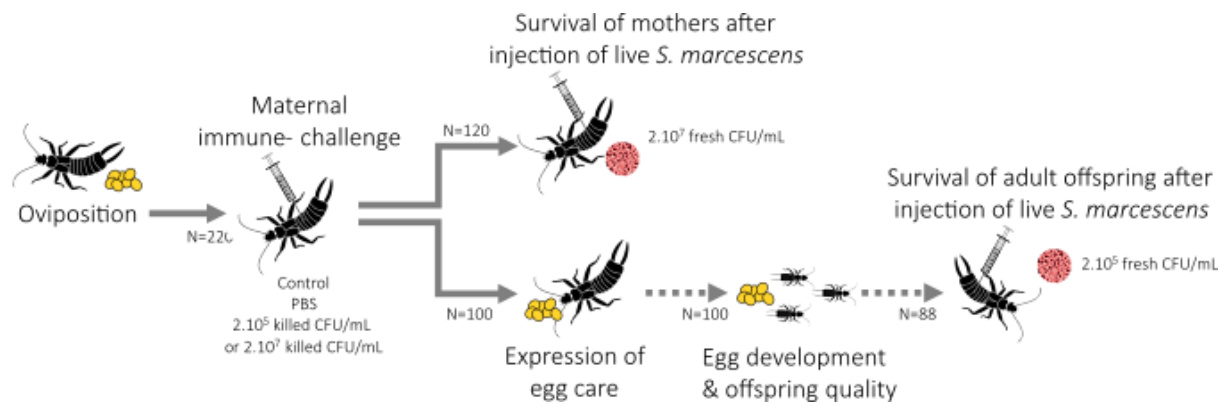 Survival of mothers after
injection of live S. marcescens
Maternal
immune- challenge
N=120
2.10⁷ fresh CFU/mL
Oviposition
N=220
Control
PBS
2.10⁵ killed CFU/mL
or 2.10⁷ killed CFU/mL
Survival of adult offspring after
injection of live S. marcescens
2.10⁵ fresh CFU/mL
N=100
N=100
N=88
Expression of
egg care
Egg development
& offspring quality